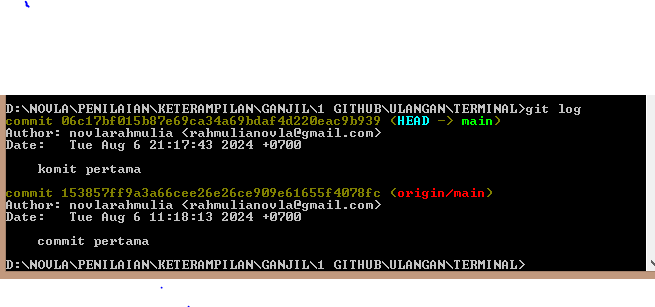 D:\NOVLA\PENILAIAN\KETERAMPILAN\GANJIL\1 GITHUB\ULANGAN\TERMINAL>git log
commit 06c17bf015b87e69ca34a69bdaf4d220eac9b939 (HEAD -> main)
Author: novlarahmulia <rahmulianovla@gmail.com>
Date:   Tue Aug 6 21:17:43 2024 +0700
komit pertama
commit 153857ff9a3a66cee26e26ce909e61655f4078fc (origin/main)
Author: novlarahmulia <rahmulianovla@gmail.com>
Date:   Tue Aug 6 11:18:13 2024 +0700
commit pertama
D:\NOVLA\PENILAIAN\KETERAMPILAN\GANJIL\1 GITHUB\ULANGAN\TERMINAL>